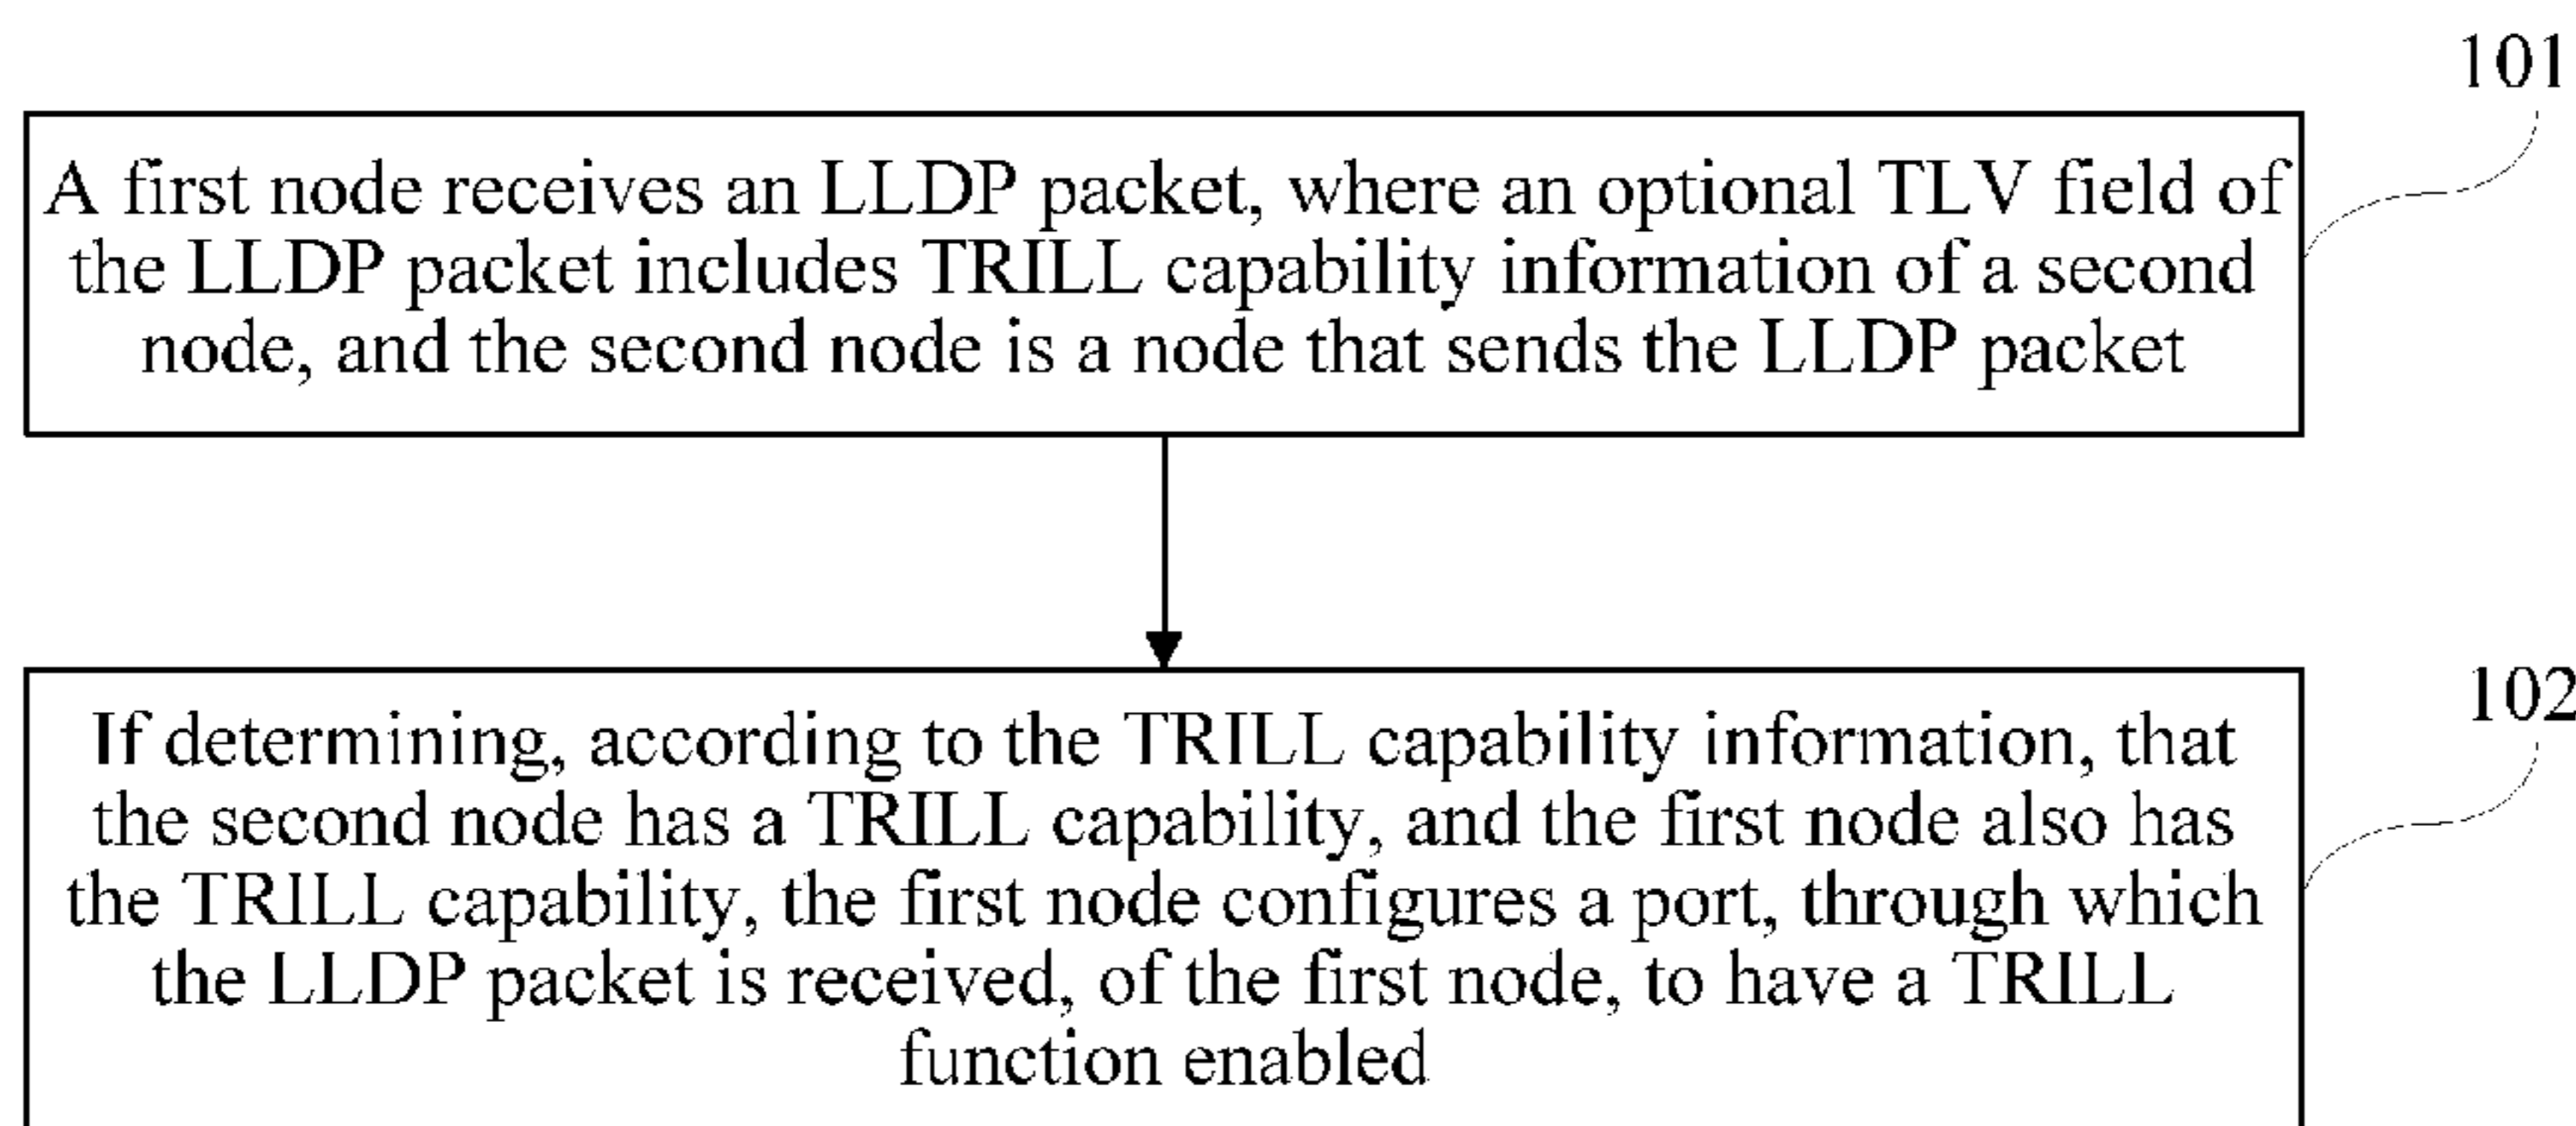 101
A first node receives an LLDP packet, where an optional TLV field of
the LLDP packet includes TRILL capability information of a second
node, and the second node is a node that sends the LLDP packet
102
If determining, according to the TRILL capability information, that
the second node has a TRILL capability, and the first node also has
the TRILL capability, the first node configures a port, through which
the LLDP packet is received, of the first node, to have a TRILL
function enabled